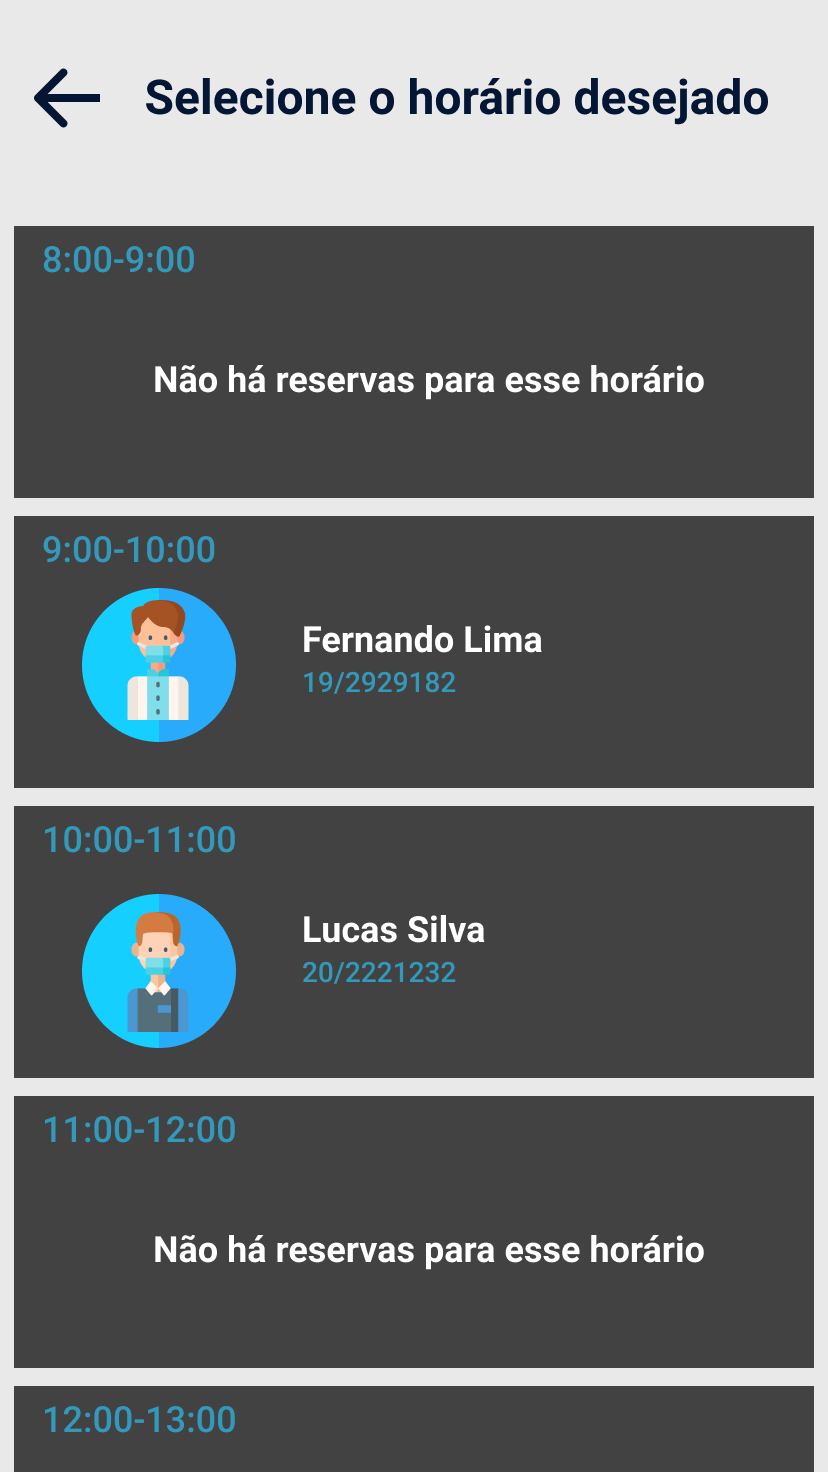 Selecione o horário desejado
8:00-9:00
Não há reservas para esse horário
9:00-10:00
Fernando Lima
19/2929182
10:00-11:00
Lucas Silva
20/2221232
11:00-12:00
Não há reservas para esse horário
12:00-13:00